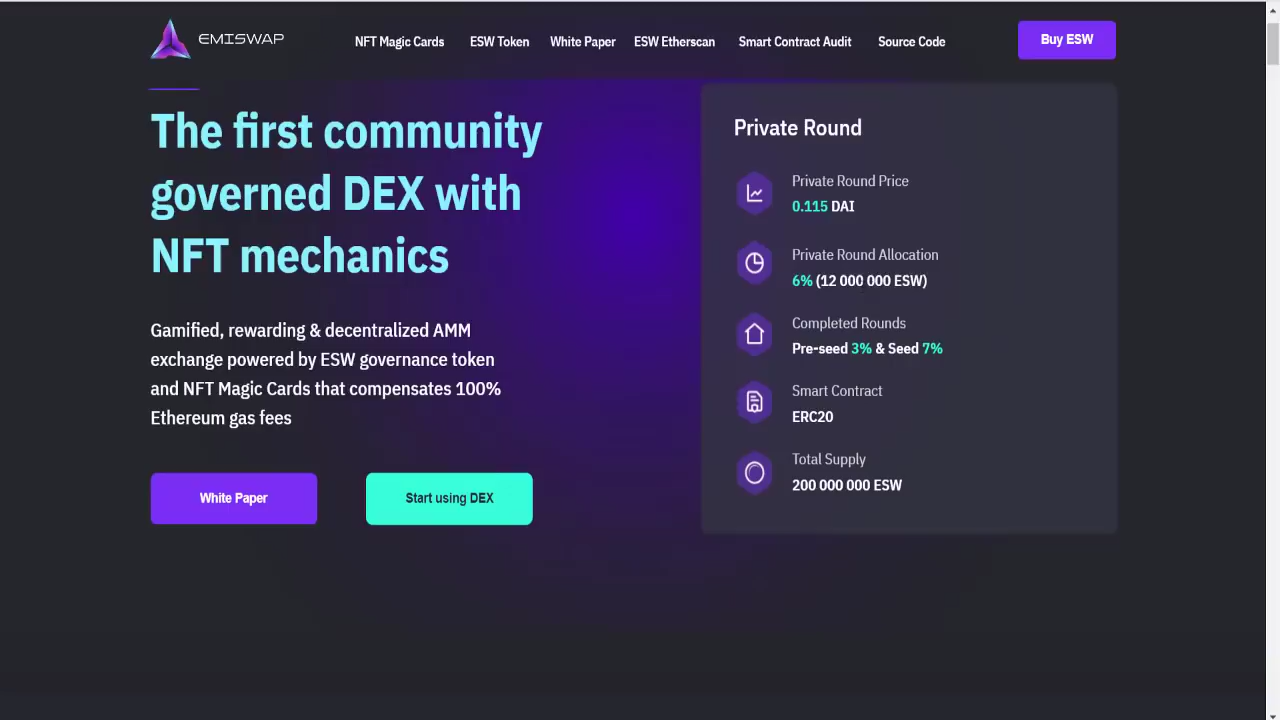 EMISWAP
NFT Magic Cards
ESW Token
White Paper
ESW Etherscan
Smart Contract Audit
Source Code
Buy ESW
The first community
governed DEX with
NFT mechanics
Gamified, rewarding & decentralized AMM
exchange powered by ESW governance token
and NFT Magic Cards that compensates 100%
Ethereum gas fees
White Paper
Start using DEX
Private Round
Private Round Price
0.115 DAI
Private Round Allocation
6% (12 000 000 ESW)
Completed Rounds
Pre-seed 3% & Seed 7%
Smart Contract
ERC20
Total Supply
200 000 000 ESW